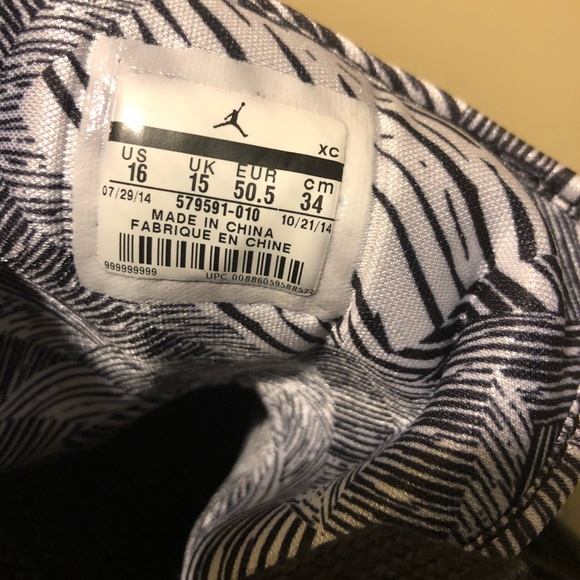 XC
US UK EUR cm
16 15 50.5 34
07/29/14 579591-010 10/21/14
MADE IN CHINA
FABRIQUE EN CHINE
999999999
UPC